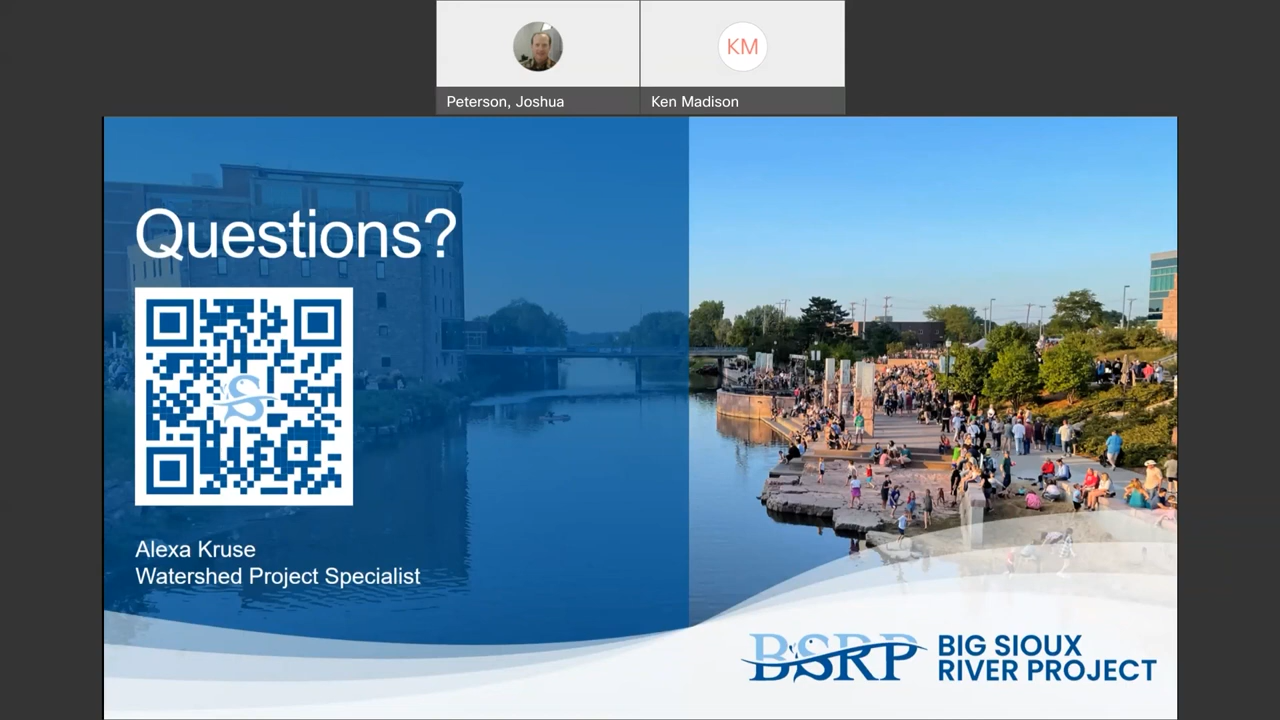 KM
Peterson, Joshua
Ken Madison
Questions?
S
Alexa Kruse
Watershed Project Specialist
BSRP
BIG SIOUX
RIVER PROJECT